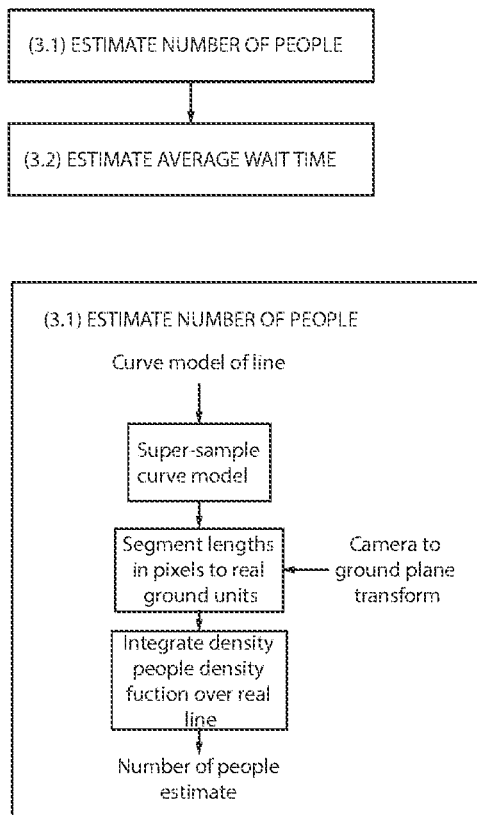 (3.1) ESTIMATE NUMBER OF PEOPLE
(3.2) ESTIMATE AVERAGE WAIT TIME
(3.1) ESTIMATE NUMBER OF PEOPLE
Curve model of line
Super-sample
curve model
Segment lengths
in pixels to real
ground units
Camera to
ground plane
transform
Integrate density
people density
fuction over real
line
Number of people
estimate